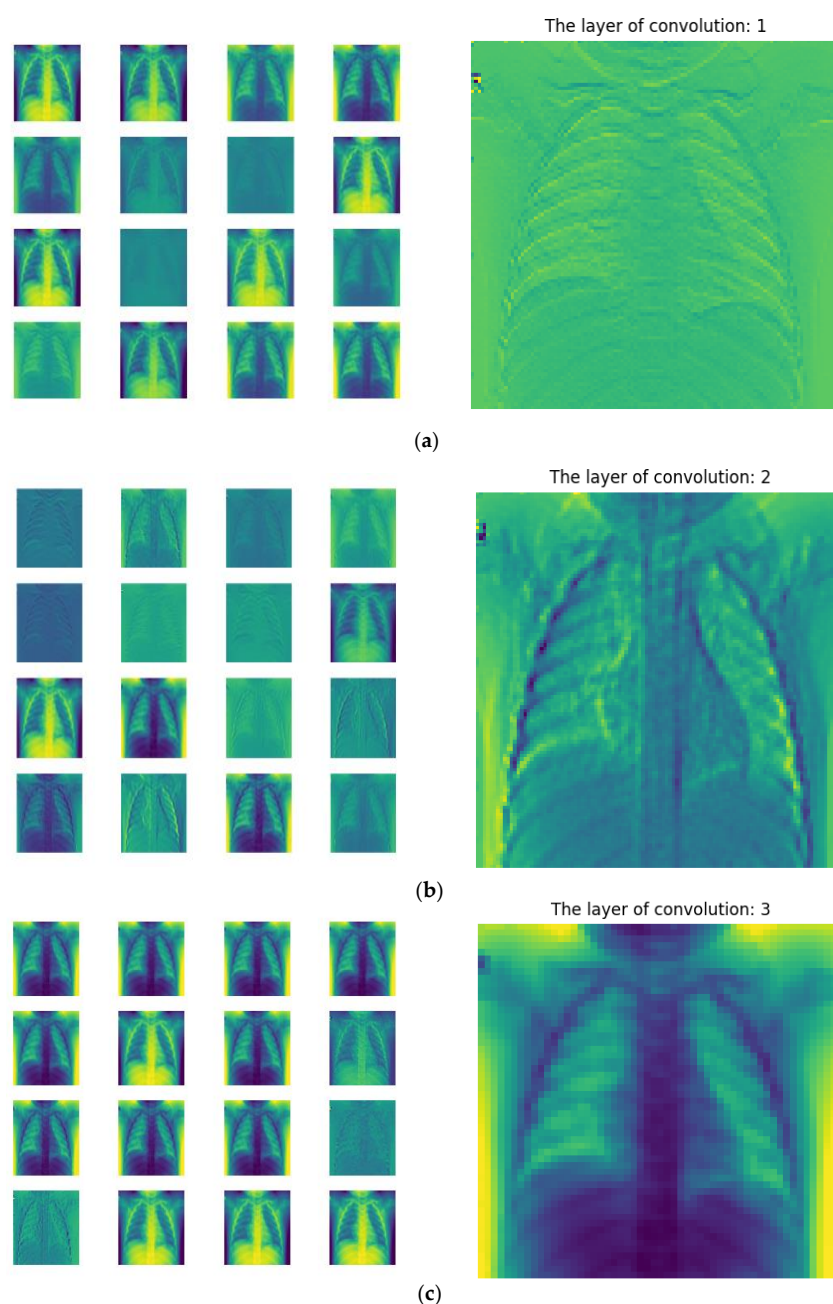 The layer of convolution: 1
(a)
The layer of convolution: 2
(b)
The layer of convolution: 3
(c)